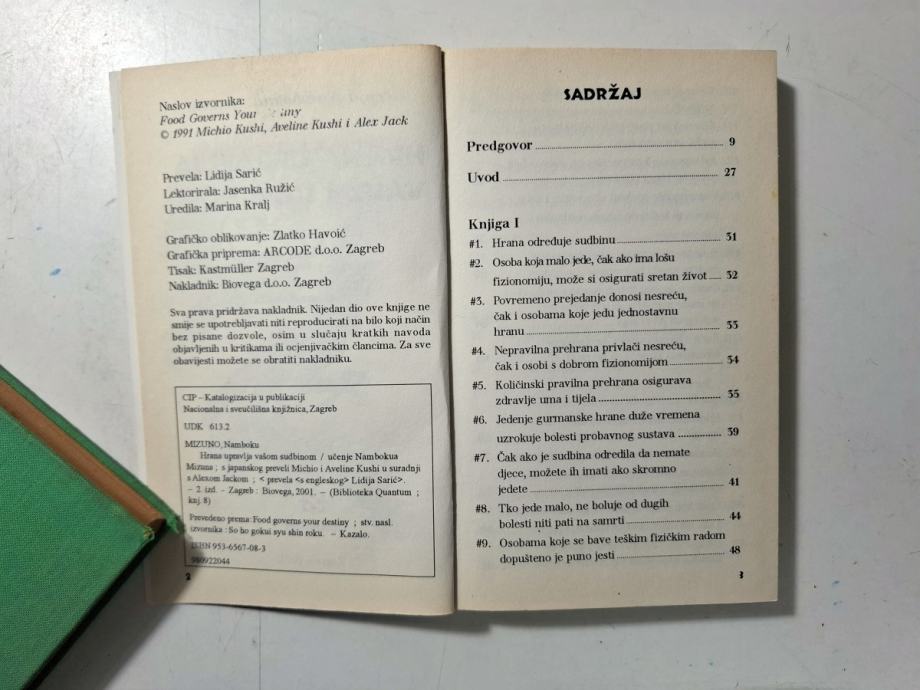 Naslov izvornika:
Food Governs Your
© 1991 Michio Kushi, Aveline Kushi i Alex Jack
Prevela: Lidija Sarić
Lektorirala: Jasenka Ružić
Uredila: Marina Kralj
Grafičko oblikovanje: Zlatko Havoić
Grafička priprema: ARCODE d.o.o. Zagreb
Tisak: Kastmüller Zagreb
Nakladnik: Biovega d.o.o. Zagreb
Sva prava pridržava nakladnik. Nijedan dio ove knjige ne
smije se upotrebljavati niti reproducirati na bilo koji način
bez pisane dozvole, osim u slučaju kratkih navoda
objavljenih u kritikama ili ocjenjivačkim člancima. Za sve
obavijesti možete se obratiti nakladniku.
CIP – Katalogizacija u publikaciji
Nacionalna i sveučilišna knjižnica, Zagreb
UDK 613.2
MIZUNO, Namboku
Hrana upravlja vašom sudbinom / učenje Nambokua
Mizuna ; s japanskog preveli Michio i Aveline Kushi u suradnji
s Alexom Jackom ; < prevela <s engleskog> Lidija Sarić>.
– 2. izd. – Zagreb : Biovega, 2001. – (Biblioteka Quantum ;
knj. 8)
Prevedeno prema: Food governs your destiny ; stv. nasl.
izvornika : So ho gokui syu shin roku. – Kazalo.
ISBN 953-6567-08-3
980922044
2
SADRŽAJ
Predgovor 9
Uvod 27
Knjiga I
#1. Hrana određuje sudbinu 31
#2. Osoba koja malo jede, čak ako ima lošu
fizionomiju, može si osigurati sretan život 32
#3. Povremeno prejedanje donosi nesreću,
čak i osobama koje jedu jednostavnu
hranu 33
#4. Nepravilna prehrana privlači nesreću,
čak i osobi s dobrom fizionomijom 34
#5. Količinski pravilna prehrana osigurava
zdravlje uma i tijela 35
#6. Jedenje gurmanske hrane duže vremena
uzrokuje bolesti probavnog sustava 39
#7. Čak ako je sudbina odredila da nemate
djece, možete ih imati ako skromno
jedete 41
#8. Tko jede malo, ne boluje od dugih
bolesti niti pati na samrti 44
#9. Osobama koje se bave teškim fizičkim radom
dopušteno je puno jesti 48
3